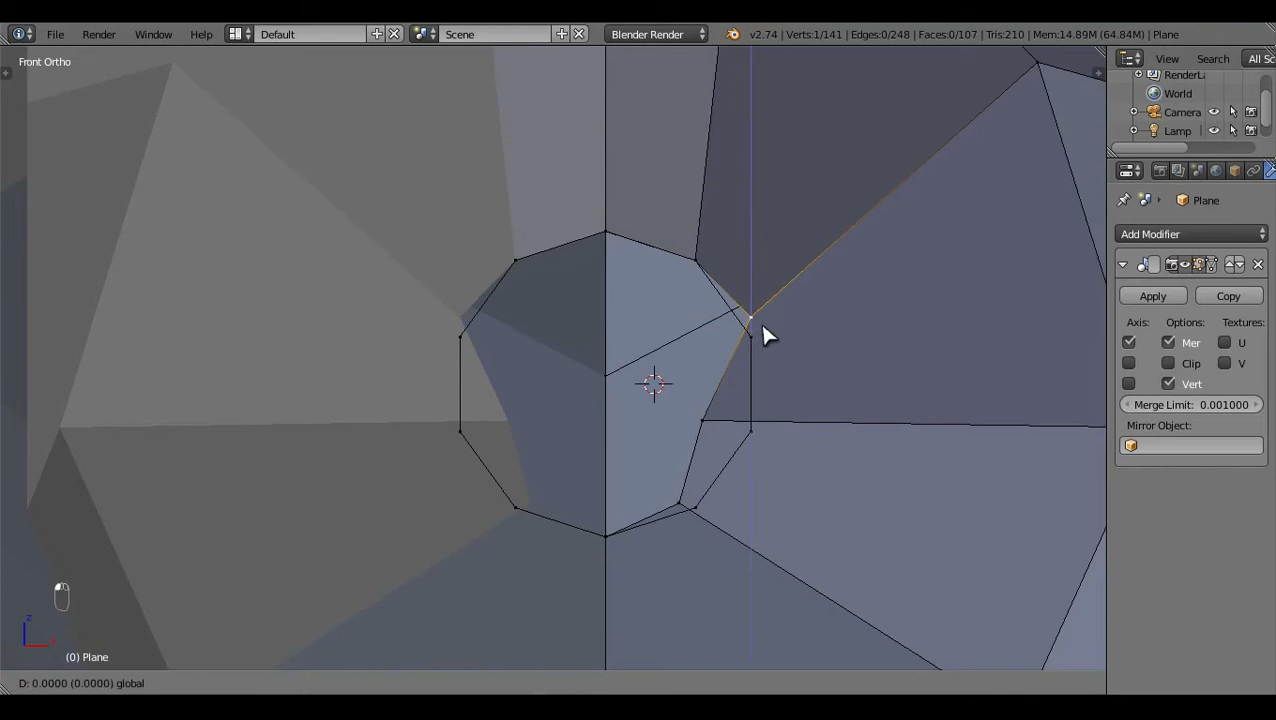 File Render Window Help Default Scene Blender Render v2.74 | Verts:1/141 | Edges:0/248 | Faces:0/107 | Tris:210 | Mem:14.89M (64.84M) | Plane
Front Ortho
View Search All Sc
RenderLa
World
Camera
Lamp
Plane
Add Modifier
Apply Copy
Axis: Options: Textures:
Mer U
Clip V
Vert
Merge Limit: 0.001000
Mirror Object:
z
x
(0) Plane
D: 0.0000 (0.0000) global